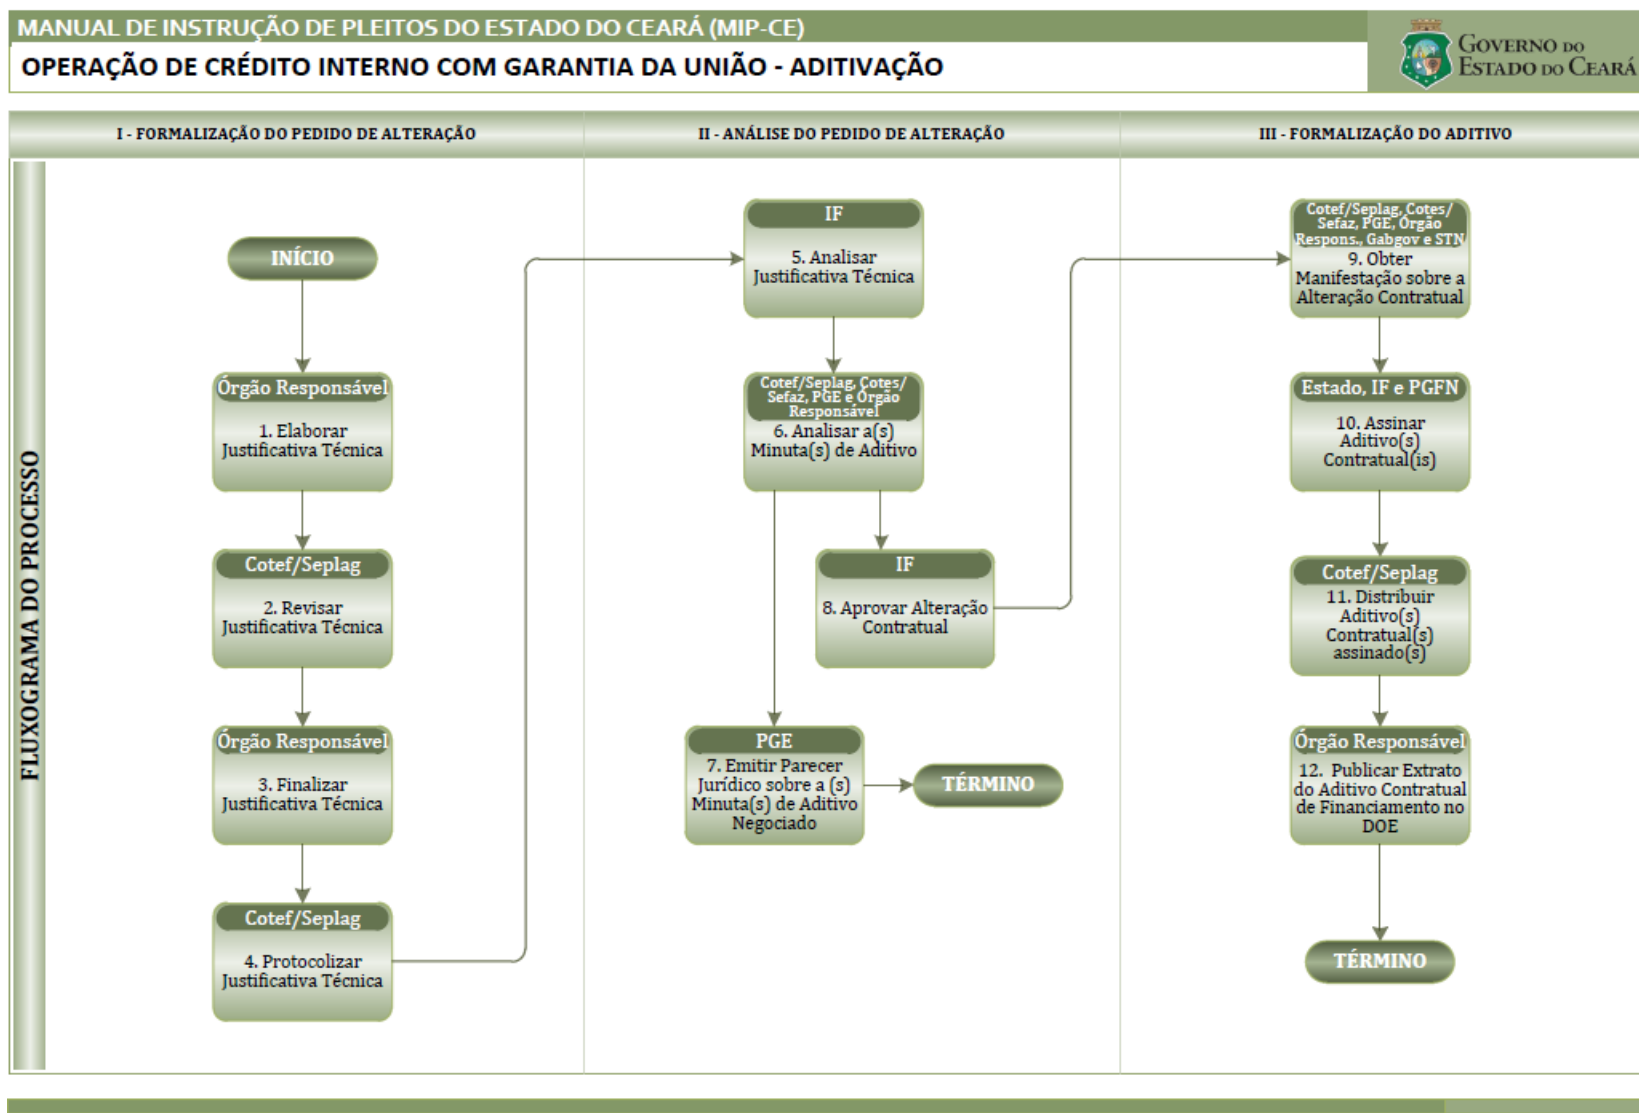 MANUAL DE INSTRUÇÃO DE PLEITOS DO ESTADO DO CEARÁ (MIP-CE)
OPERAÇÃO DE CRÉDITO INTERNO COM GARANTIA DA UNIÃO - ADITIVAÇÃO
GOVERNO DO
ESTADO DO CEARÁ
I - FORMALIZAÇÃO DO PEDIDO DE ALTERAÇÃO
II - ANÁLISE DO PEDIDO DE ALTERAÇÃO
III - FORMALIZAÇÃO DO ADITIVO
FLUXOGRAMA DO PROCESSO
INÍCIO
Órgão Responsável
1. Elaborar
Justificativa Técnica
Cotef/Seplag
2. Revisar
Justificativa Técnica
Órgão Responsável
3. Finalizar
Justificativa Técnica
Cotef/Seplag
4. Protocolizar
Justificativa Técnica
IF
5. Analisar
Justificativa Técnica
Cotef/Seplag, Cotes/
Sefaz, PGE e Órgão
Responsável
6. Analisar a(s)
Minuta(s) de Aditivo
IF
8. Aprovar Alteração
Contratual
PGE
7. Emitir Parecer
Jurídico sobre a (s)
Minuta(s) de Aditivo
Negociado
TÉRMINO
Cotef/Seplag, Cotes/
Sefaz, PGE, Órgão
Respons., Gabgov e STN
9. Obter
Manifestação sobre a
Alteração Contratual
Estado, IF e PGFN
10. Assinar
Aditivo(s)
Contratual(is)
Cotef/Seplag
11. Distribuir
Aditivo(s)
Contratual(s)
assinado(s)
Órgão Responsável
12. Publicar Extrato
do Aditivo Contratual
de Financiamento no
DOE
TÉRMINO